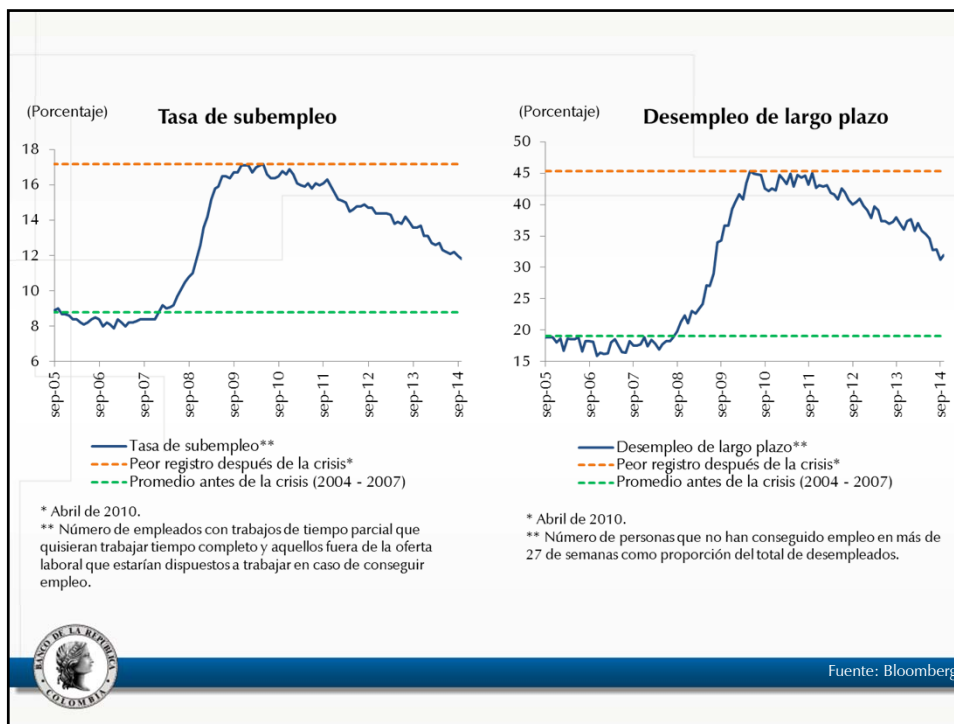 (Porcentaje)
Tasa de subempleo
18
16
14
12
10
8
6
sep-05
sep-06
sep-07
sep-08
sep-09
sep-10
sep-11
sep-12
sep-13
sep-14
Tasa de subempleo**
Peor registro después de la crisis*
Promedio antes de la crisis (2004 - 2007)
* Abril de 2010.
** Número de empleados con trabajos de tiempo parcial que
quisieran trabajar tiempo completo y aquellos fuera de la oferta
laboral que estarían dispuestos a trabajar en caso de conseguir
empleo.
(Porcentaje)
Desempleo de largo plazo
50
45
40
35
30
25
20
15
sep-05
sep-06
sep-07
sep-08
sep-09
sep-10
sep-11
sep-12
sep-13
sep-14
Desempleo de largo plazo**
Peor registro después de la crisis*
Promedio antes de la crisis (2004 - 2007)
* Abril de 2010.
** Número de personas que no han conseguido empleo en más de
27 de semanas como proporción del total de desempleados.
BANCO DE LA REPUBLICA
COLOMBIA
Fuente: Bloomberg